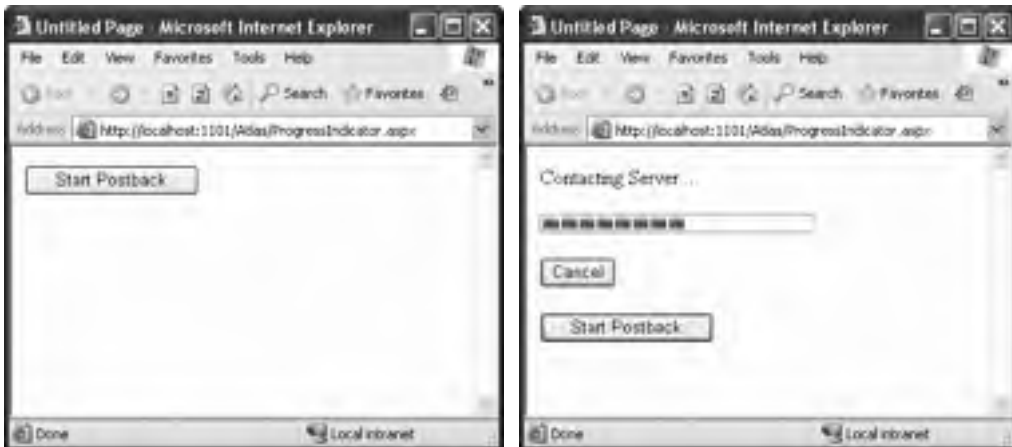 Untitled Page - Microsoft Internet Explorer
File Edit View Favorites Tools Help
Back Search Favorites
Address http://localhost:1101/Atlas/ProgressIndicator.aspx
Start Postback
Done Local intranet
Untitled Page - Microsoft Internet Explorer
File Edit View Favorites Tools Help
Back Search Favorites
Address http://localhost:1101/Atlas/ProgressIndicator.aspx
Contacting Server ...
Cancel
Start Postback
Done Local intranet